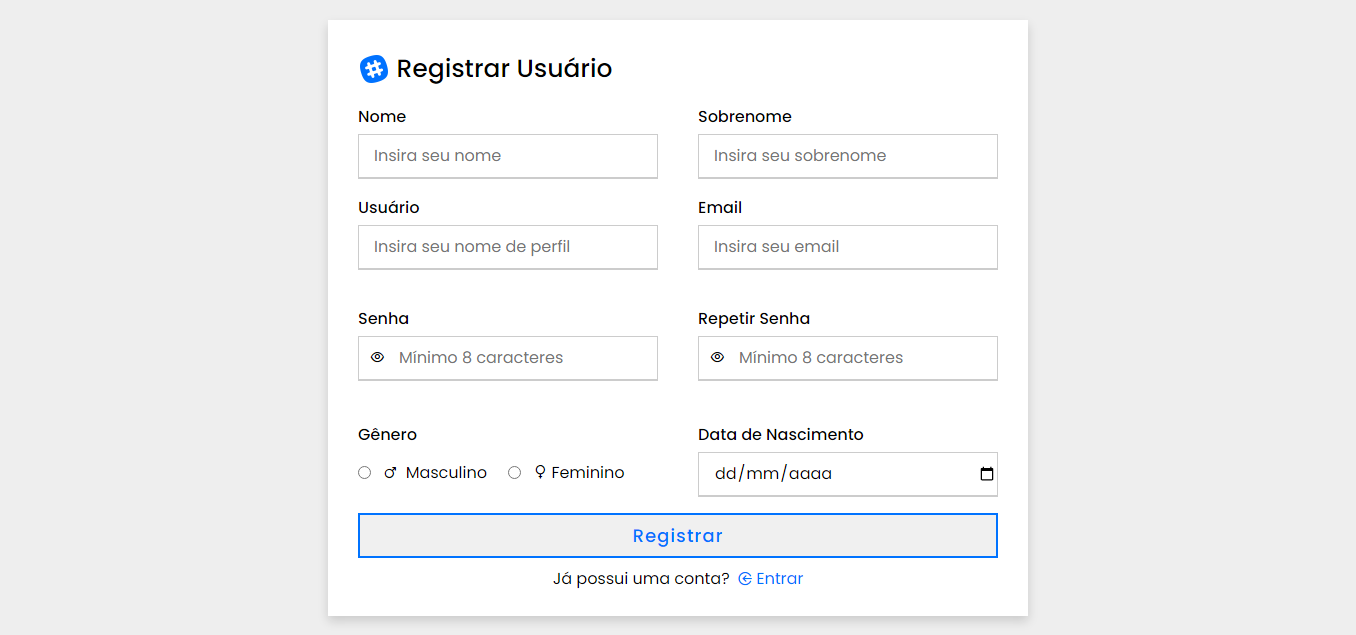 Registrar Usuário
Nome
Sobrenome
Insira seu nome
Insira seu sobrenome
Usuário
Email
Insira seu nome de perfil
Insira seu email
Senha
Repetir Senha
Mínimo 8 caracteres
Mínimo 8 caracteres
Gênero
Data de Nascimento
♂ Masculino ♀ Feminino
dd/mm/aaaa
Registrar
Já possui uma conta? Entrar